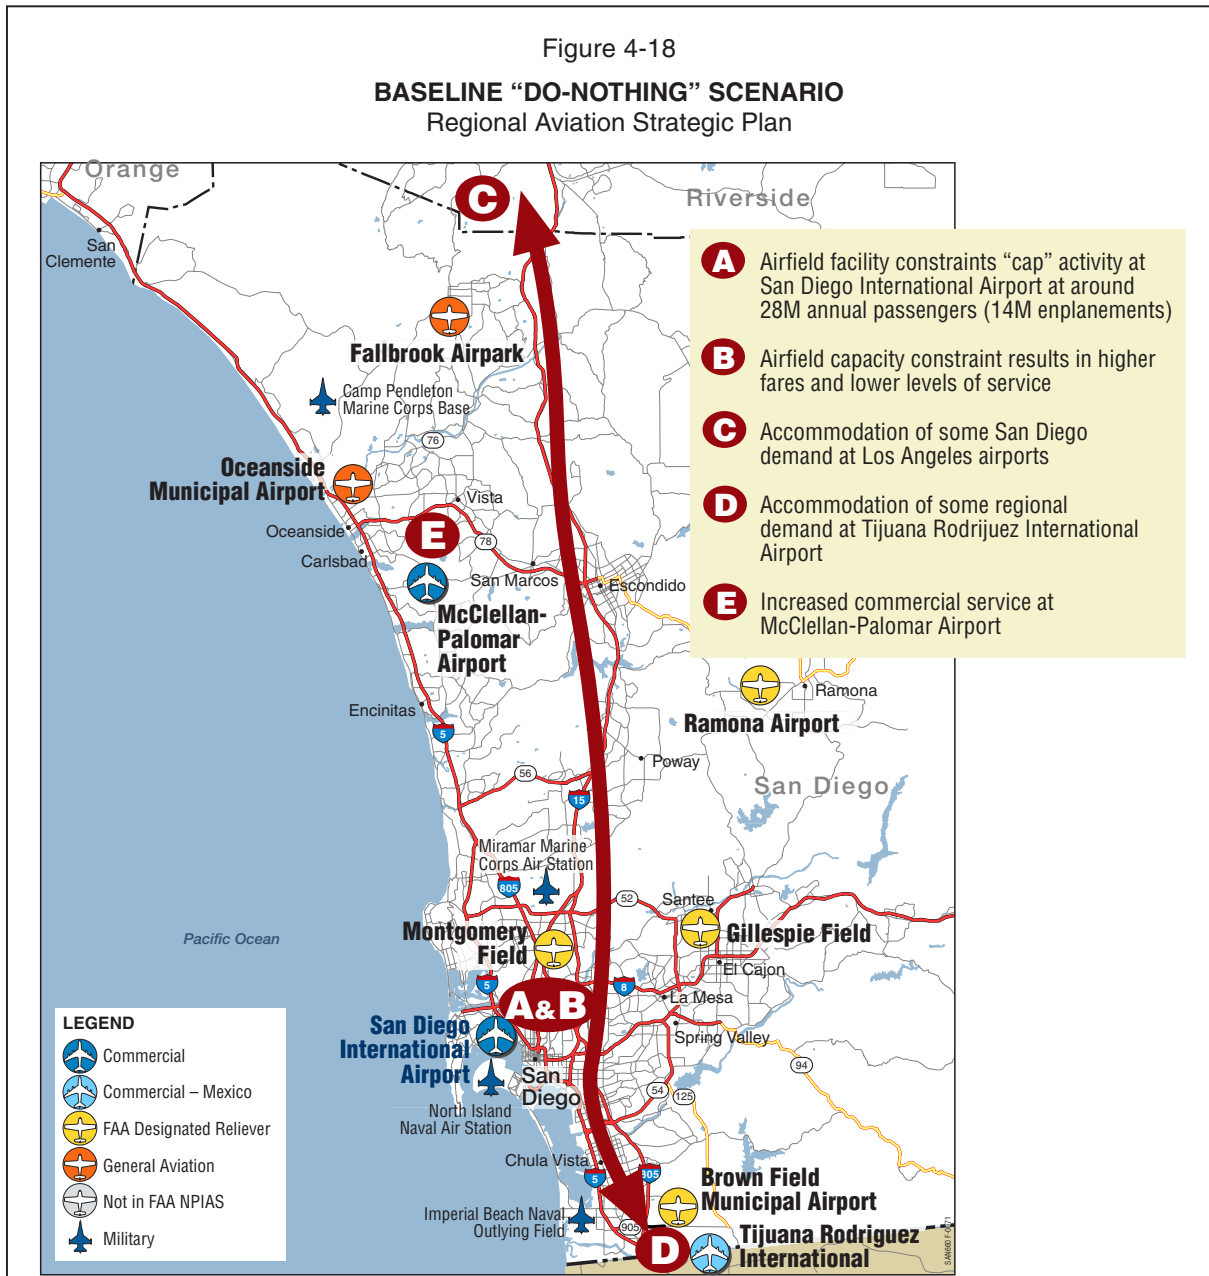 Figure 4-18
BASELINE “DO-NOTHING” SCENARIO
Regional Aviation Strategic Plan
Orange
Riverside
C
San
Clemente
A
Airfield facility constraints “cap” activity at
San Diego International Airport at around
28M annual passengers (14M enplanements)
B
Airfield capacity constraint results in higher
fares and lower levels of service
C
Accommodation of some San Diego
demand at Los Angeles airports
D
Accommodation of some regional
demand at Tijuana Rodrijuez International
Airport
E
Increased commercial service at
McClellan-Palomar Airport
Fallbrook Airpark
Camp Pendleton
Marine Corps Base
76
Oceanside
Municipal Airport
Vista
Oceanside
E
78
Carlsbad
San Marcos
Escondido
McClellan-
Palomar
Airport
Ramona
Encinitas
Ramona Airport
5
Poway
56
San Diego
15
Miramar Marine
Corps Air Station
805
52
Santee
Montgomery
Field
Gillespie Field
Pacific Ocean
El Cajon
5
8
A&B
La Mesa
San Diego
International
Airport
Spring Valley
San
Diego
94
54
125
North Island
Naval Air Station
Chula Vista
5
805
Brown Field
Municipal Airport
Imperial Beach Naval
Outlying Field
905
D
Tijuana Rodriguez
International
LEGEND
Commercial
Commercial – Mexico
FAA Designated Reliever
General Aviation
Not in FAA NPIAS
Military